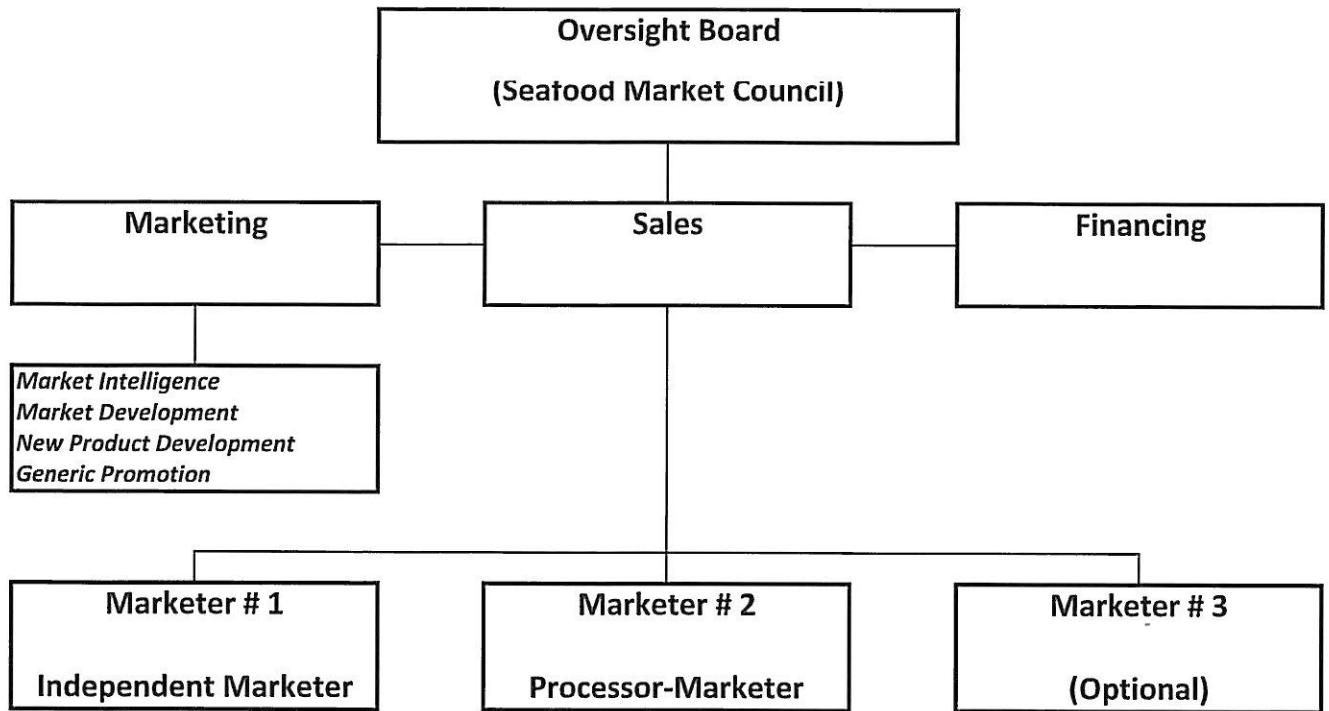 Oversight Board
(Seafood Market Council)
Marketing
Sales
Financing
Market Intelligence
Market Development
New Product Development
Generic Promotion
Marketer # 1
Independent Marketer
Marketer # 2
Processor-Marketer
Marketer # 3
(Optional)